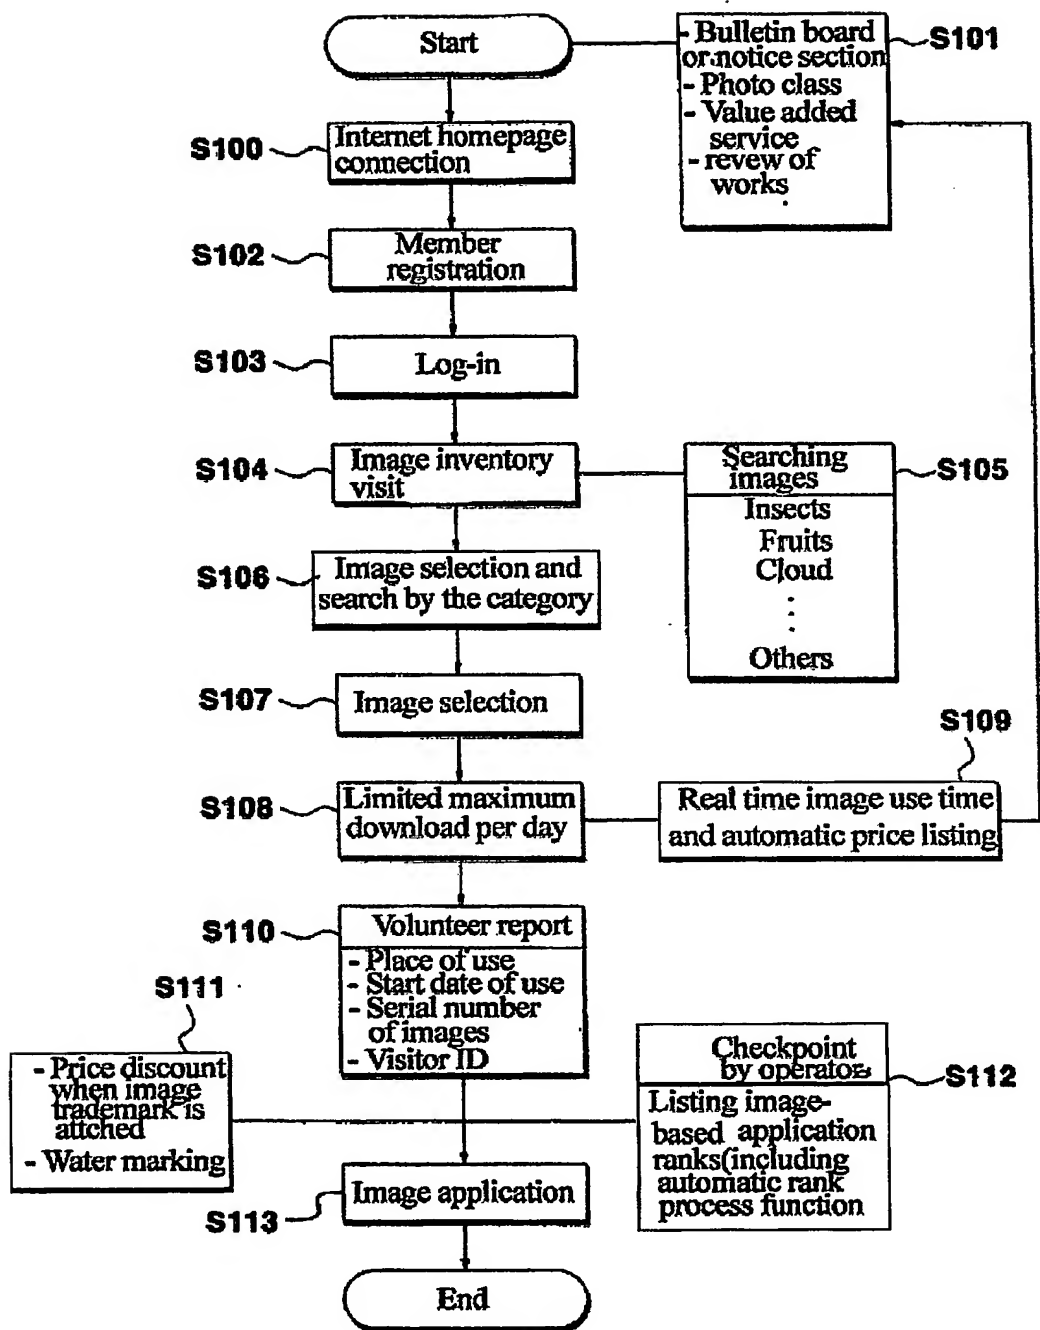 Start
- Bulletin board
or notice section
- Photo class
- Value added
service
- revew of
works
S101
S100
Internet homepage
connection
S102
Member
registration
S103
Log-in
S104
Image inventory
visit
Searching
images
Insects
Fruits
Cloud
Others
S105
S106
Image selection and
search by the category
S107
Image selection
S108
Limited maximum
download per day
S109
Real time image use time
and automatic price listing
S110
Volunteer report
- Place of use
- Start date of use
- Serial number
of images
- Visitor ID
S111
- Price discount
when image
trademark is
attched
- Water marking
Checkpoint
by operators
Listing image-
based application
ranks(including
automatic rank
process function
S112
S113
Image application
End